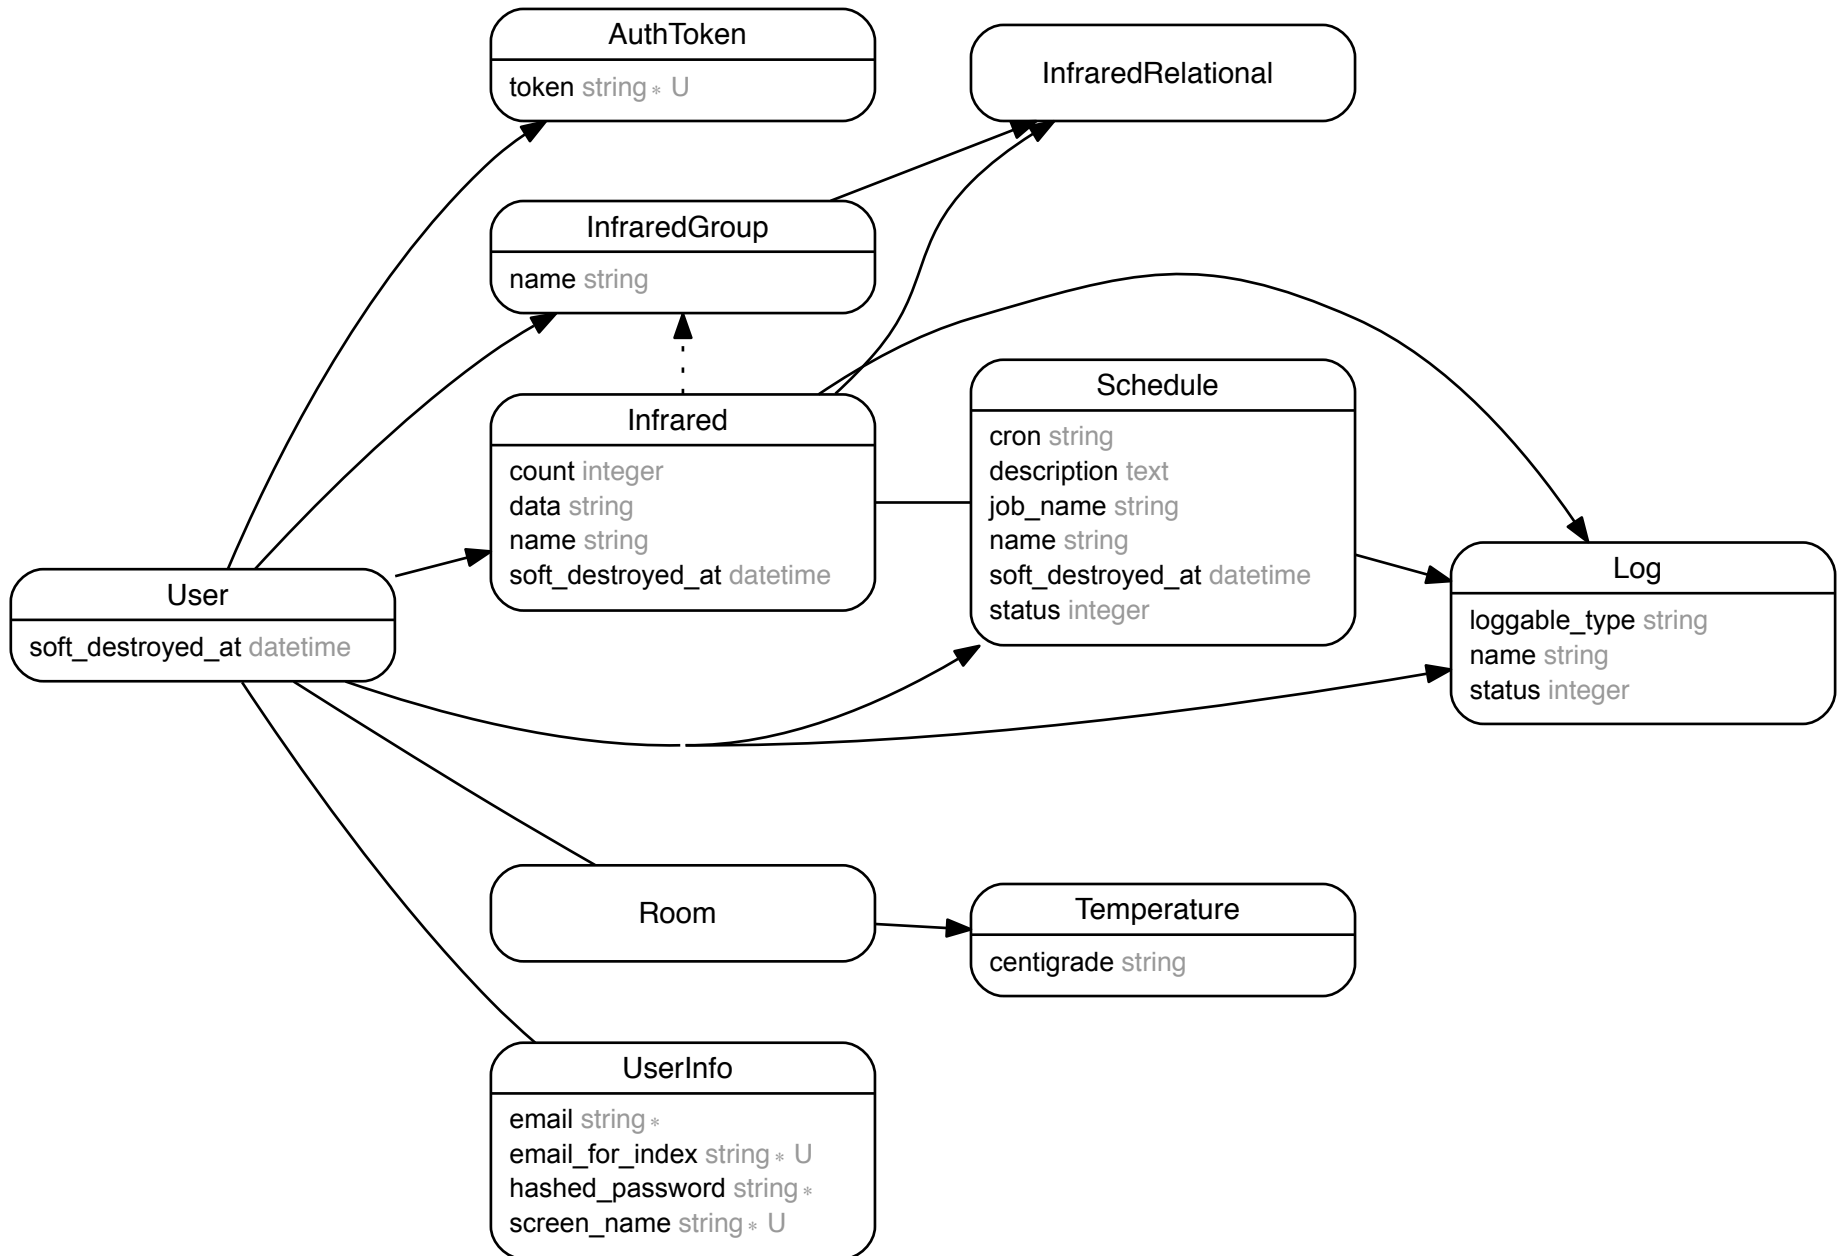 AuthToken
token string * U
InfraredRelational
InfraredGroup
name string
Infrared
count integer
data string
name string
soft_destroyed_at datetime
Schedule
cron string
description text
job_name string
name string
soft_destroyed_at datetime
status integer
Log
loggable_type string
name string
status integer
User
soft_destroyed_at datetime
Room
Temperature
centigrade string
UserInfo
email string *
email_for_index string * U
hashed_password string *
screen_name string * U